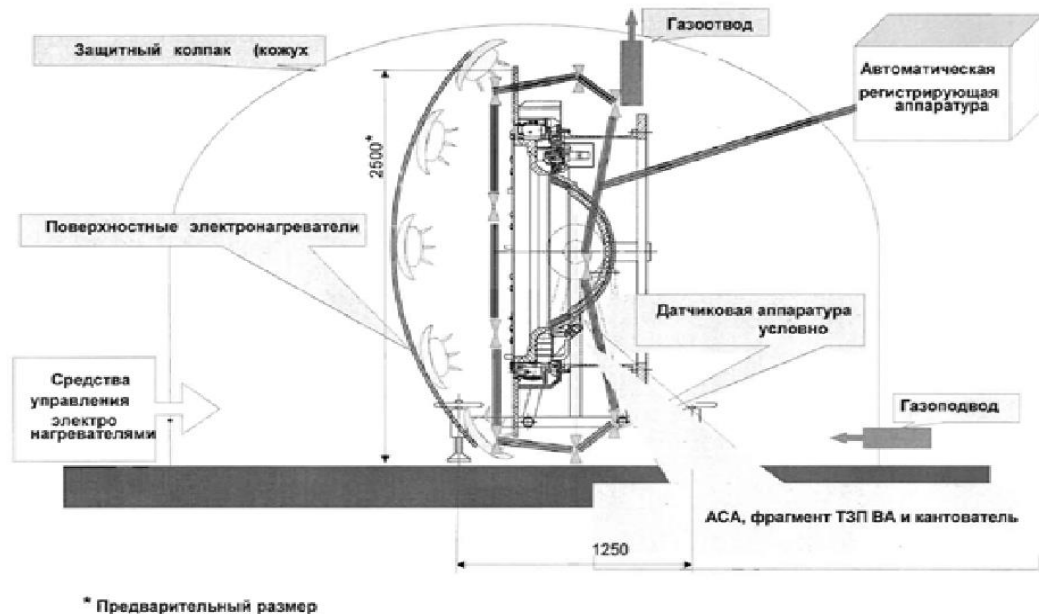 Газоотвод
Защитный колпак (кожух
Автоматическая
регистрирующая
аппаратура
2500*
Поверхностные электронагреватели
Датчиковая аппаратура
условно
Средства
управления
электро
нагревателями
Газоподвод
АСА, фрагмент ТЗП ВА и кантователь
1250
* Предварительный размер